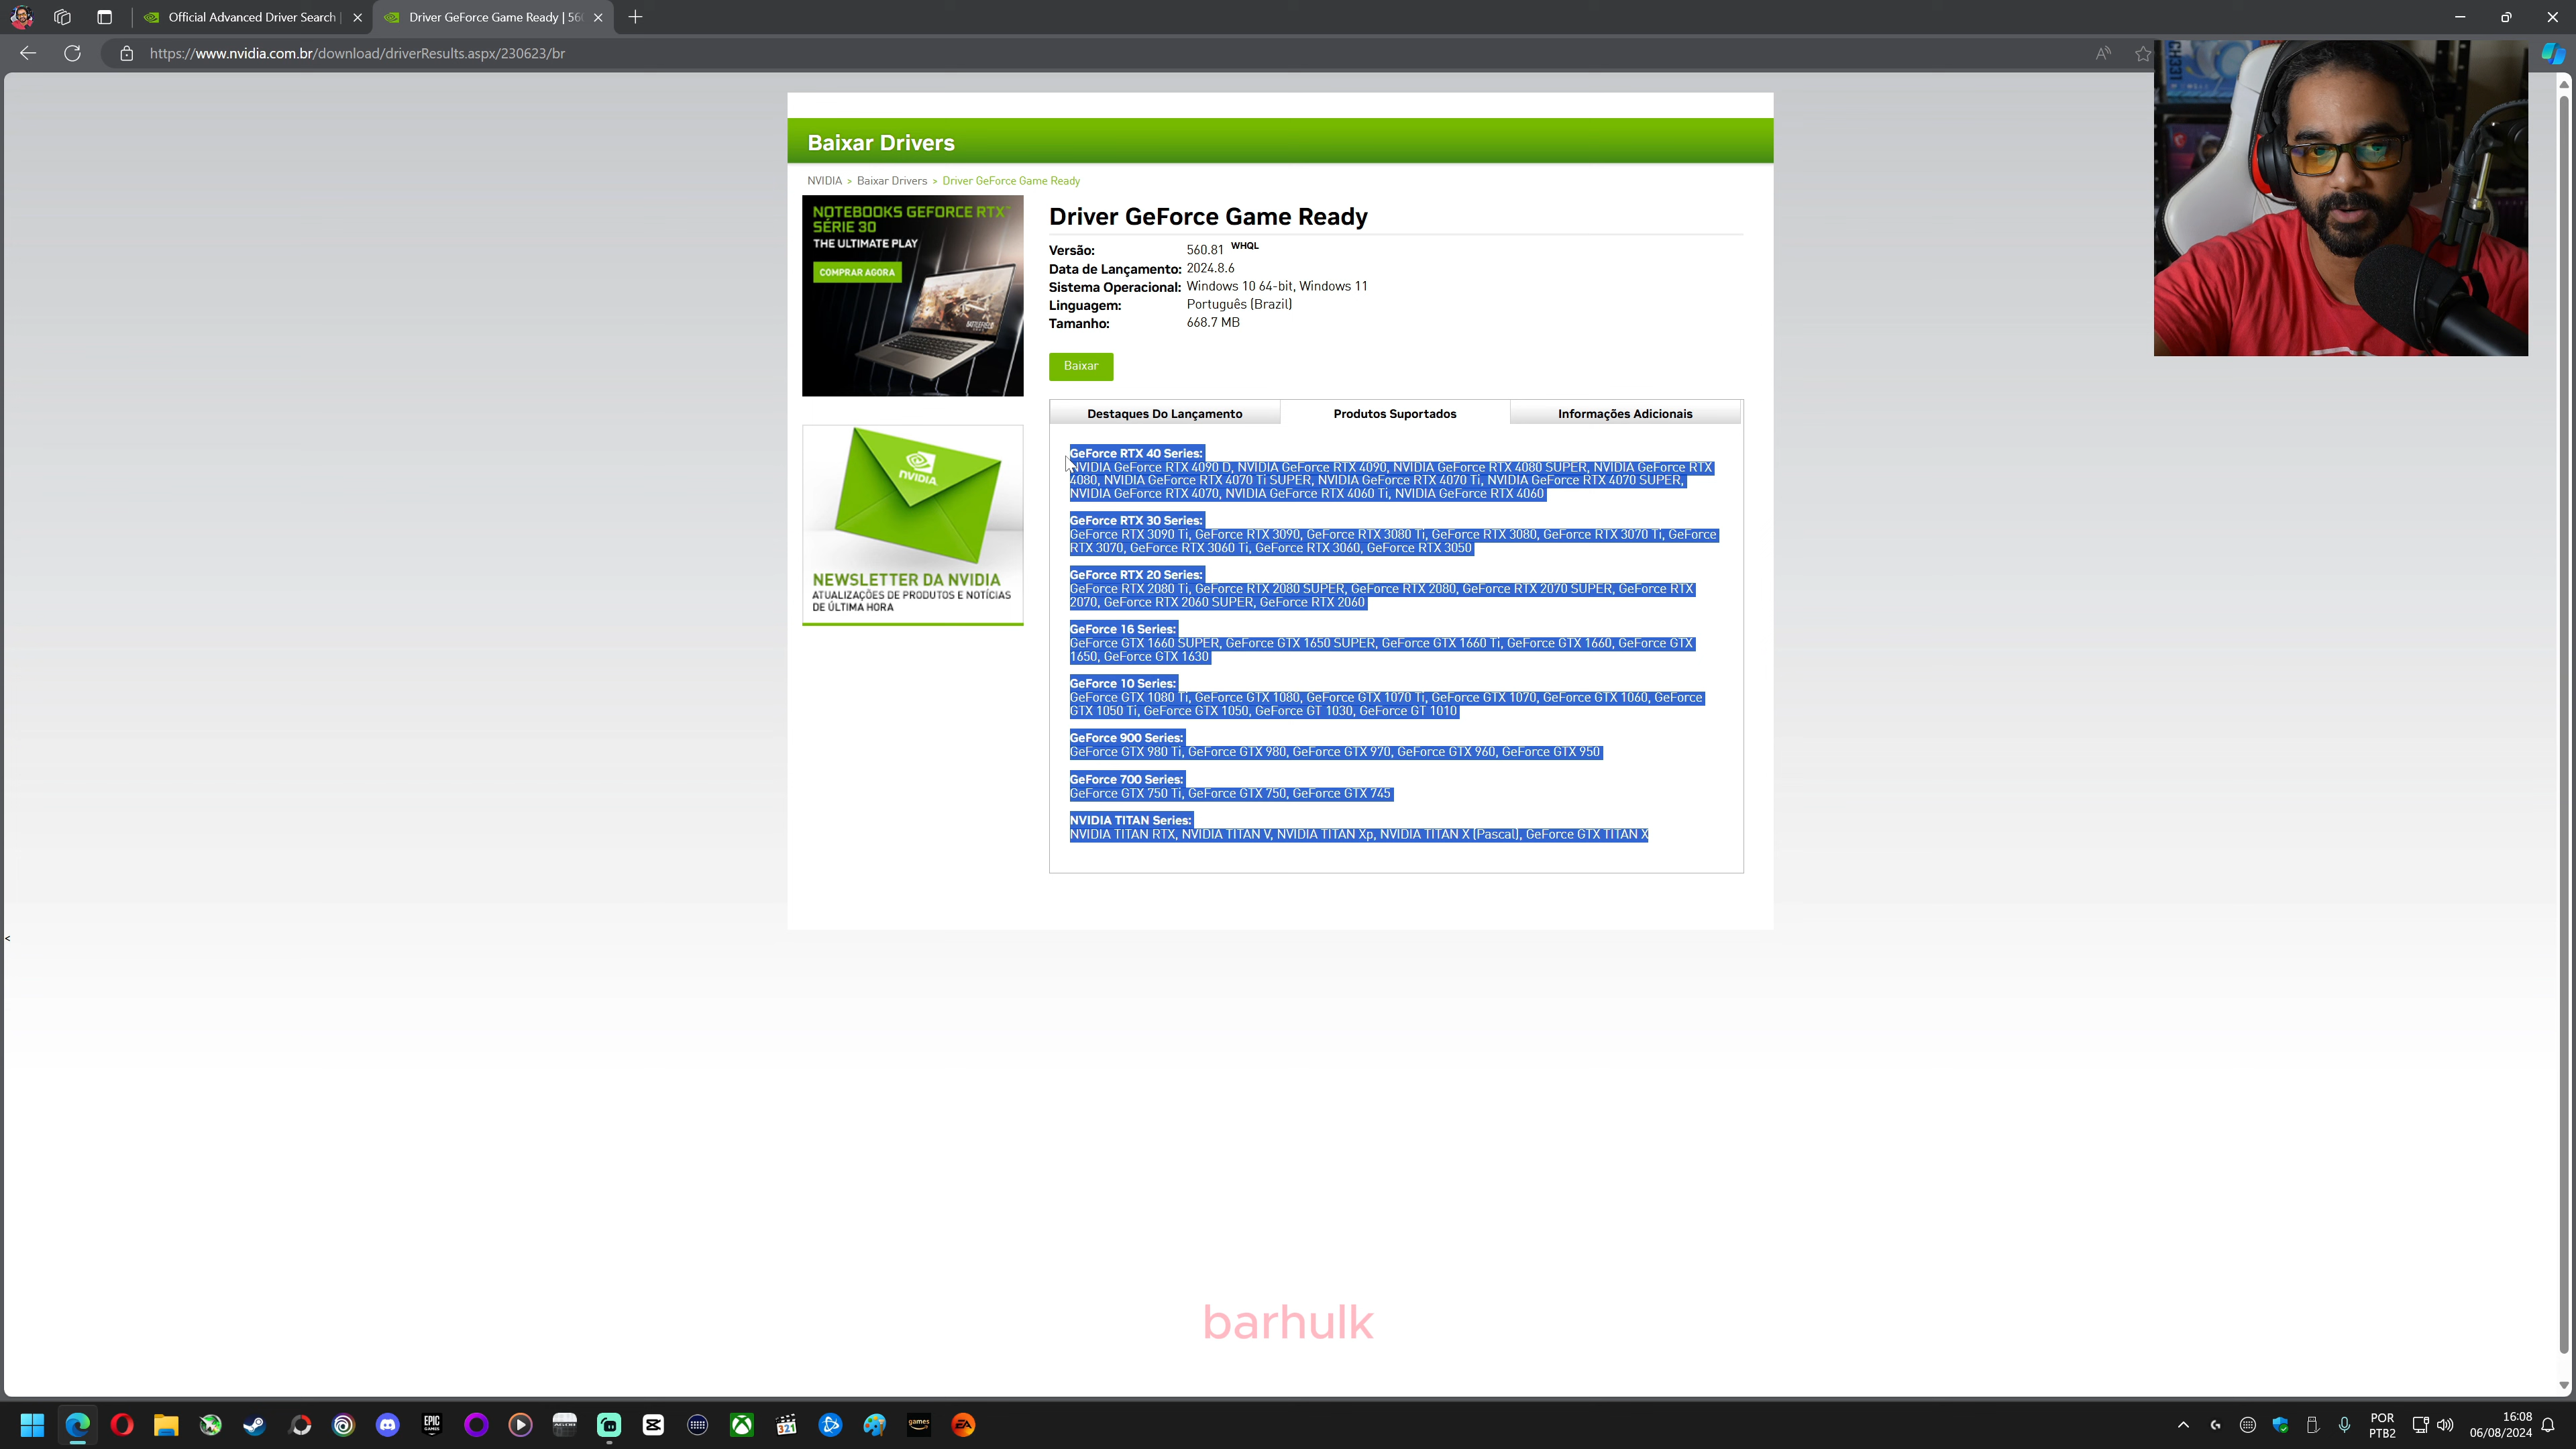 Official Advanced Driver Search |
Driver GeForce Game Ready | 56
https://www.nvidia.com.br/download/driverResults.aspx/230623/br
Baixar Drivers
NVIDIA > Baixar Drivers > Driver GeForce Game Ready
NOTEBOOKS GEFORCE RTX™
SÉRIE 30
THE ULTIMATE PLAY
COMPRAR AGORA
BATTLEFIELD
NVIDIA
NEWSLETTER DA NVIDIA
ATUALIZAÇÕES DE PRODUTOS E NOTÍCIAS
DE ÚLTIMA HORA
Driver GeForce Game Ready
Versão: 560.81 WHQL
Data de Lançamento: 2024.8.6
Sistema Operacional: Windows 10 64-bit, Windows 11
Linguagem: Português (Brazil)
Tamanho: 668.7 MB
Baixar
Destaques Do Lançamento Produtos Suportados Informações Adicionais
GeForce RTX 40 Series:
NVIDIA GeForce RTX 4090 D, NVIDIA GeForce RTX 4090, NVIDIA GeForce RTX 4080 SUPER, NVIDIA GeForce RTX
4080, NVIDIA GeForce RTX 4070 Ti SUPER, NVIDIA GeForce RTX 4070 Ti, NVIDIA GeForce RTX 4070 SUPER,
NVIDIA GeForce RTX 4070, NVIDIA GeForce RTX 4060 Ti, NVIDIA GeForce RTX 4060
GeForce RTX 30 Series:
GeForce RTX 3090 Ti, GeForce RTX 3090, GeForce RTX 3080 Ti, GeForce RTX 3080, GeForce RTX 3070 Ti, GeForce
RTX 3070, GeForce RTX 3060 Ti, GeForce RTX 3060, GeForce RTX 3050
GeForce RTX 20 Series:
GeForce RTX 2080 Ti, GeForce RTX 2080 SUPER, GeForce RTX 2080, GeForce RTX 2070 SUPER, GeForce RTX
2070, GeForce RTX 2060 SUPER, GeForce RTX 2060
GeForce 16 Series:
GeForce GTX 1660 SUPER, GeForce GTX 1650 SUPER, GeForce GTX 1660 Ti, GeForce GTX 1660, GeForce GTX
1650, GeForce GTX 1630
GeForce 10 Series:
GeForce GTX 1080 Ti, GeForce GTX 1080, GeForce GTX 1070 Ti, GeForce GTX 1070, GeForce GTX 1060, GeForce
GTX 1050 Ti, GeForce GTX 1050, GeForce GT 1030, GeForce GT 1010
GeForce 900 Series:
GeForce GTX 980 Ti, GeForce GTX 980, GeForce GTX 970, GeForce GTX 960, GeForce GTX 950
GeForce 700 Series:
GeForce GTX 750 Ti, GeForce GTX 750, GeForce GTX 745
NVIDIA TITAN Series:
NVIDIA TITAN RTX, NVIDIA TITAN V, NVIDIA TITAN Xp, NVIDIA TITAN X (Pascal), GeForce GTX TITAN X
<
barhulk
EPIC
GAMES
321
games
EA
POR
PTB2
16:08
06/08/2024